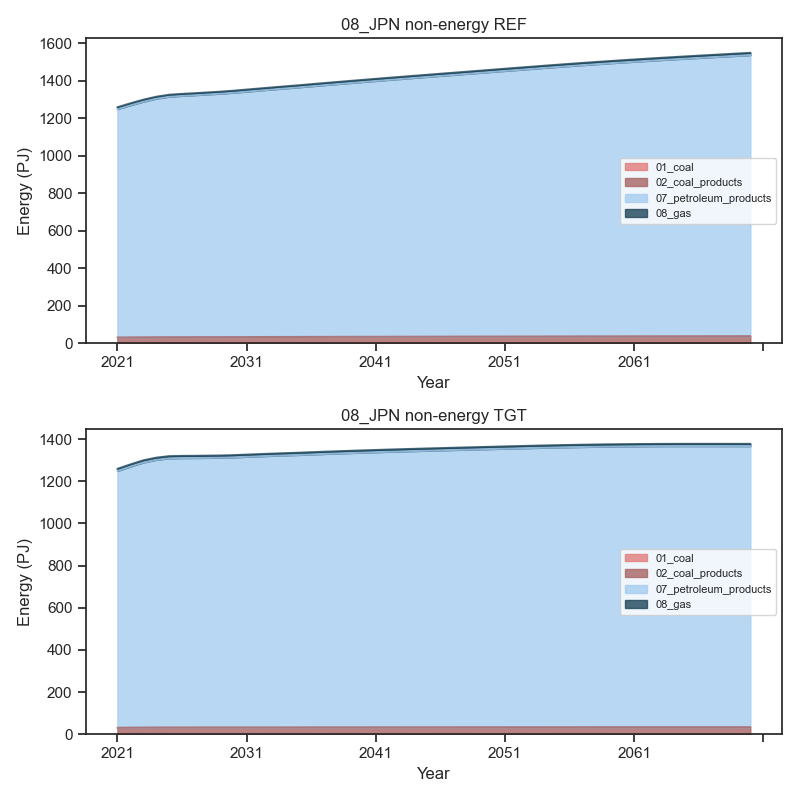 08_JPN non-energy REF
1600
1400
1200
1000
800
600
400
200
0
Energy (PJ)
01_coal
02_coal_products
07_petroleum_products
08_gas
2021 2031 2041 2051 2061
Year
08_JPN non-energy TGT
1400
1200
1000
800
600
400
200
0
Energy (PJ)
01_coal
02_coal_products
07_petroleum_products
08_gas
2021 2031 2041 2051 2061
Year